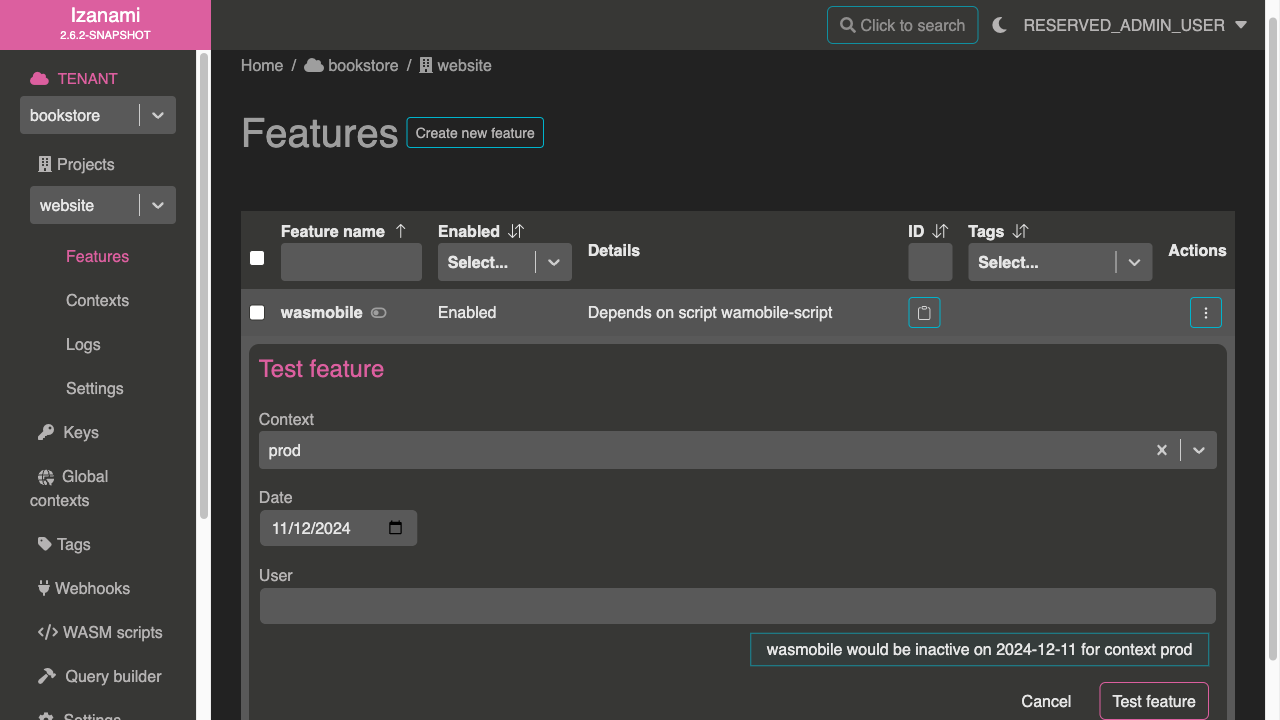 Izanami
2.6.2-SNAPSHOT
Click to search
RESERVED_ADMIN_USER
TENANT
bookstore
Projects
website
Features
Contexts
Logs
Settings
Keys
Global
contexts
Tags
Webhooks
</> WASM scripts
Query builder
Settings
Home / bookstore / website
Features Create new feature
Feature name Enabled Details ID Tags Actions
Select... Select...
wasmobile Enabled Depends on script wamobile-script
Test feature
Context
prod
Date
11/12/2024
User
wasmobile would be inactive on 2024-12-11 for context prod
Cancel Test feature